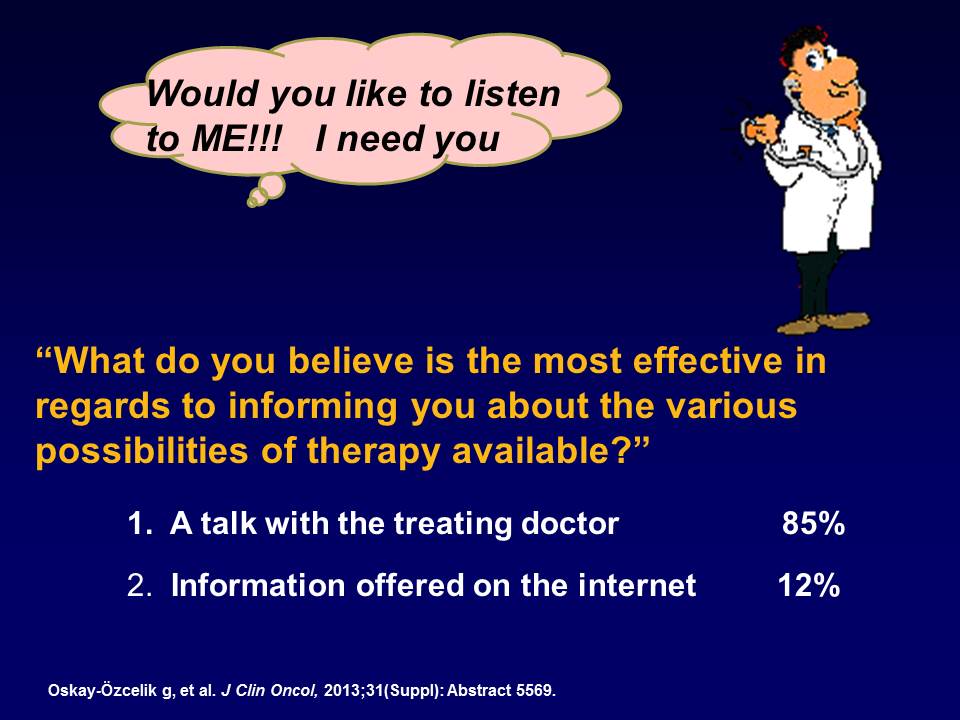 Would you like to listen
to ME!!! I need you
“What do you believe is the most effective in
regards to informing you about the various
possibilities of therapy available?”
1. A talk with the treating doctor 85%
2. Information offered on the internet 12%
Oskay-Özcelik g, et al. J Clin Oncol, 2013;31(Suppl): Abstract 5569.